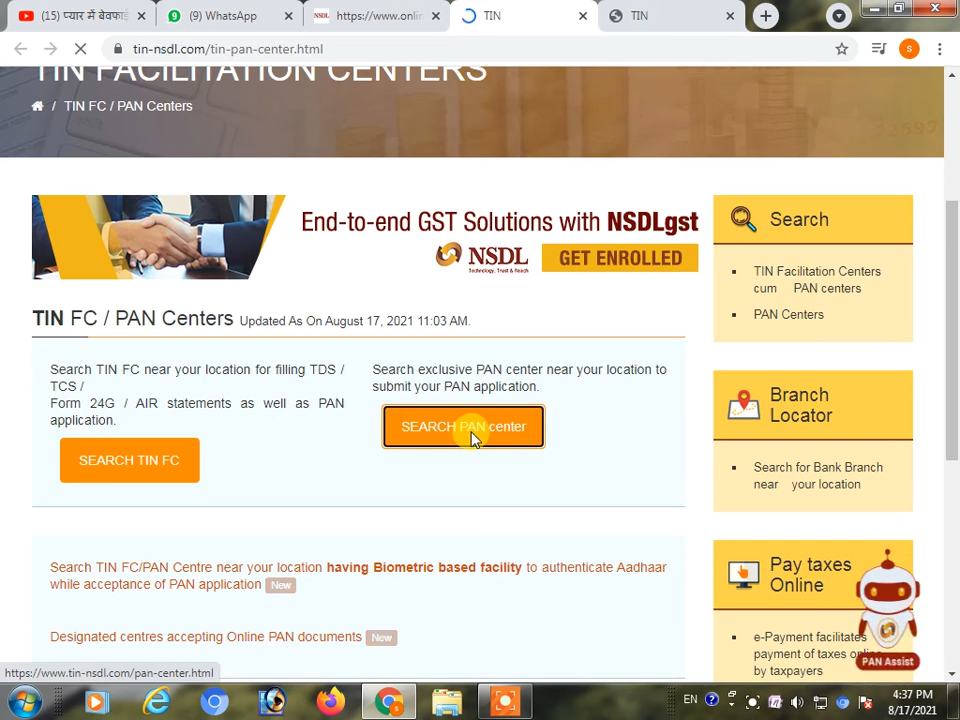 (15) प्यार में बेवफाई
(9) WhatsApp
NSDL https://www.onlin
TIN
TIN
tin-nsdl.com/tin-pan-center.html
S
TIN FACILITATION CENTERS
/ TIN FC / PAN Centers
End-to-end GST Solutions with NSDLgst
NSDL
Technology, Trust & Reach
GET ENROLLED
TIN FC / PAN Centers Updated As On August 17, 2021 11:03 AM.
Search TIN FC near your location for filling TDS /
TCS /
Form 24G / AIR statements as well as PAN
application.
SEARCH TIN FC
Search exclusive PAN center near your location to
submit your PAN application.
SEARCH PAN center
Search TIN FC/PAN Centre near your location having Biometric based facility to authenticate Aadhaar
while acceptance of PAN application New
Designated centres accepting Online PAN documents New
Search
TIN Facilitation Centers
cum PAN centers
PAN Centers
Branch
Locator
Search for Bank Branch
near your location
Pay taxes
Online
e-Payment facilitates
payment of taxes online
by taxpayers
PAN Assist
https://www.tin-nsdl.com/pan-center.html
EN
4:37 PM
8/17/2021